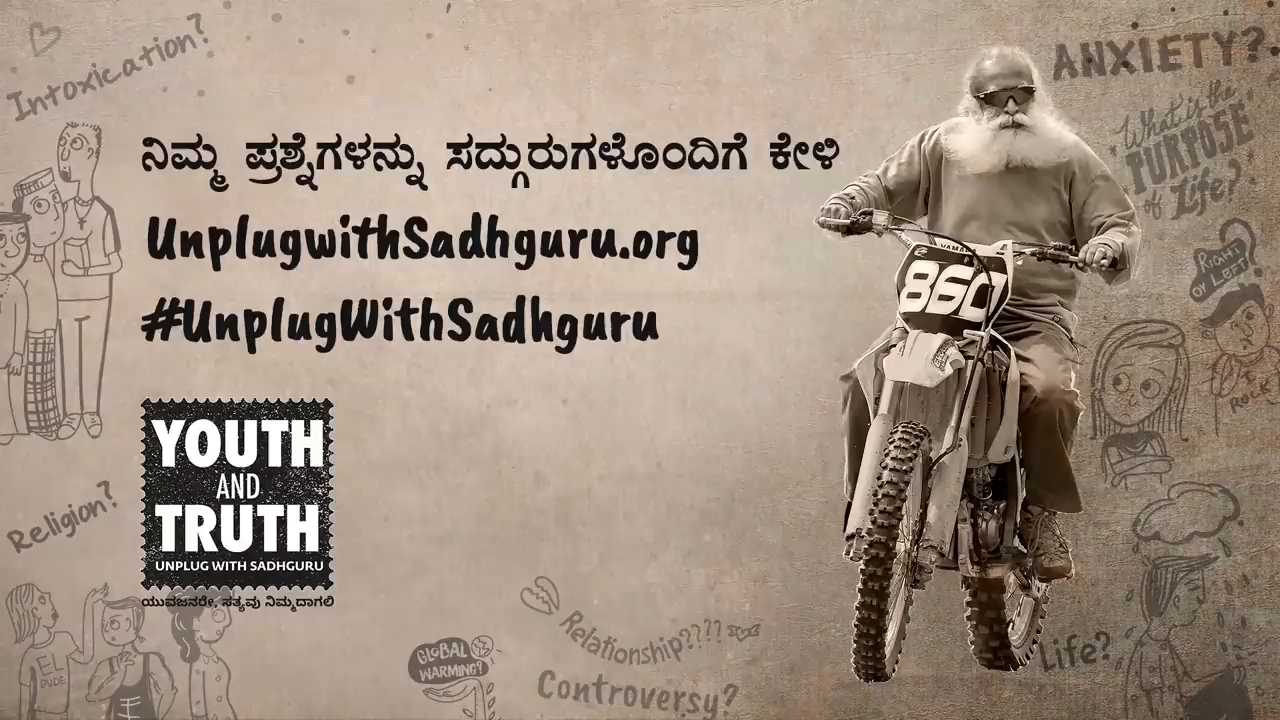 Intoxication?
ANXIETY?
What is the
PURPOSE
of Life?
ನಿಮ್ಮ ಪ್ರಶ್ನೆಗಳನ್ನು ಸದ್ಗುರುಗಳೊಂದಿಗೆ ಕೇಳಿ
UnplugwithSadhguru.org
#UnplugWithSadhguru
YAMAHA
860
RIGHT
OY LEFT?
ROCK
YOUTH
AND
TRUTH
UNPLUG WITH SADHGURU
ಯುವಜನರೇ, ಸತ್ಯವು ನಿಮ್ಮದಾಗಲಿ
Religion?
EL
DUDE
GLOBAL
WARMING?
Relationship????
Controversy?
Life?